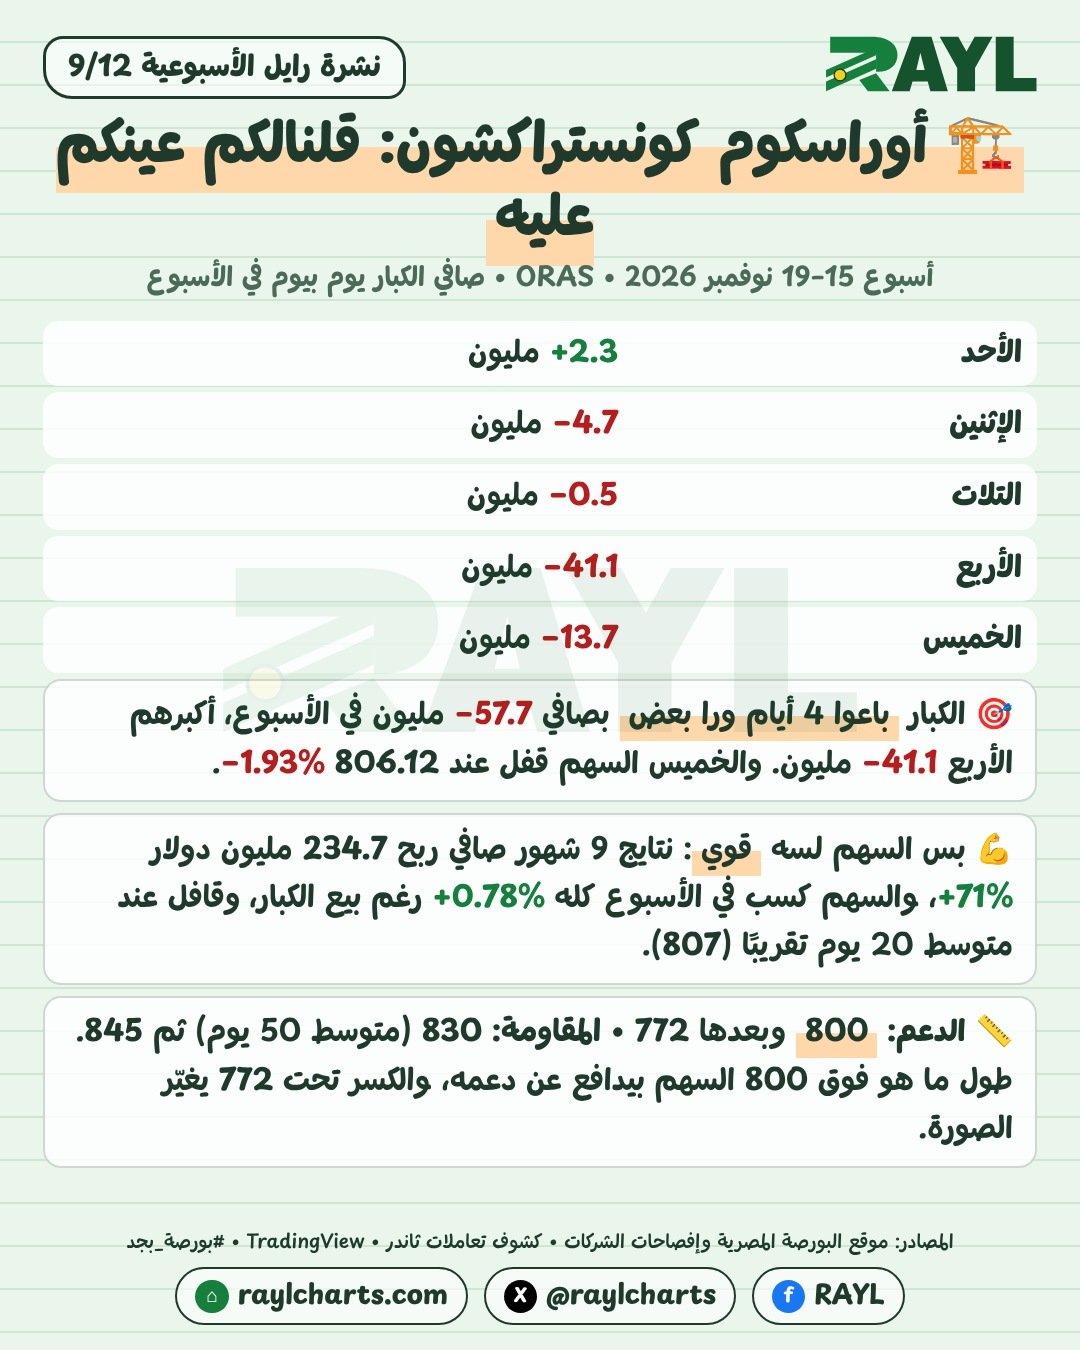 RAYL
نشرة رايل الأسبوعية 9/12
🏗️ أوراسكوم كونستراكشون: قلنالكم عينكم
عليه
أسبوع 15–19 نوفمبر 2026 • ORAS • صافي الكبار يوم بيوم في الأسبوع
الأحد +2.3 مليون
الإثنين −4.7 مليون
التلات −0.5 مليون
الأربع −41.1 مليون
الخميس −13.7 مليون
🎯 الكبار باعوا 4 أيام ورا بعض بصافي −57.7 مليون في الأسبوع، أكبرهم
الأربع −41.1 مليون. والخميس السهم قفل عند 806.12 −1.93%.
💪 بس السهم لسه قوي: نتايج 9 شهور صافي ربح 234.7 مليون دولار
+71%، والسهم كسب في الأسبوع كله +0.78% رغم بيع الكبار، وقافل عند
متوسط 20 يوم تقريبًا (807).
📏 الدعم: 800 وبعدها 772 • المقاومة: 830 (متوسط 50 يوم) ثم 845.
طول ما هو فوق 800 السهم بيدافع عن دعمه، والكسر تحت 772 يغيّر
الصورة.
RAYL
المصادر: موقع البورصة المصرية وإفصاحات الشركات • كشوف تعاملات ثاندر • TradingView • #بورصة_بجد
raylcharts.com
X @raylcharts
f RAYL